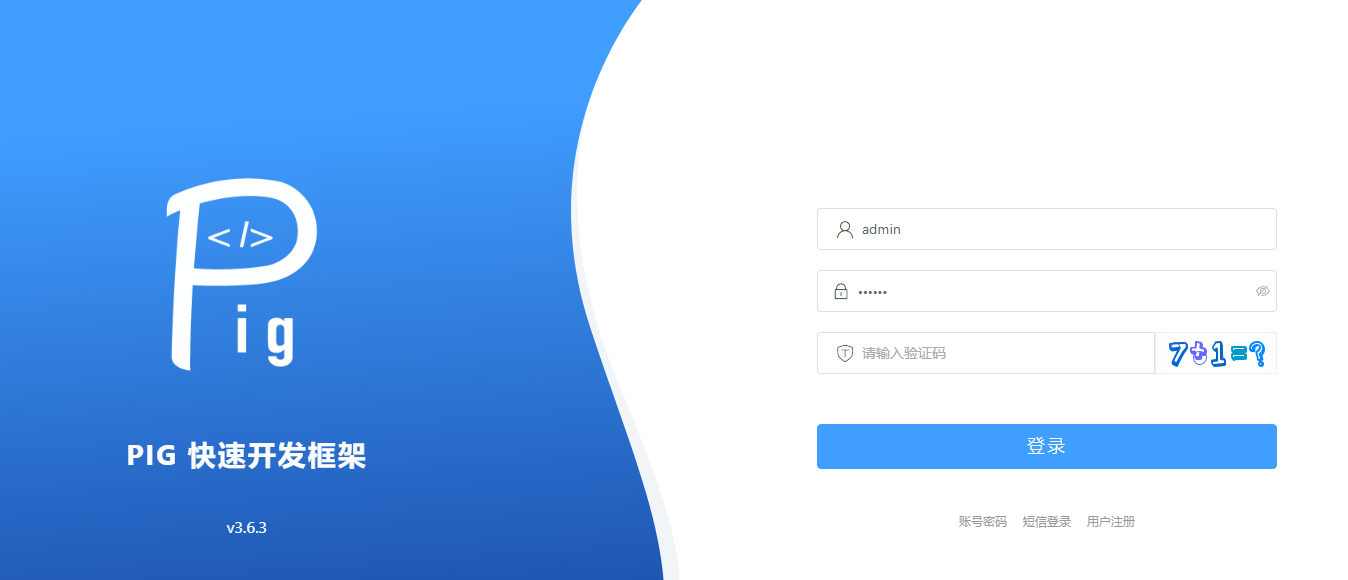 </>
Pig
PIG 快速开发框架
v3.6.3
admin
••••••
请输入验证码
7+1=?
登录
账号密码 短信登录 用户注册